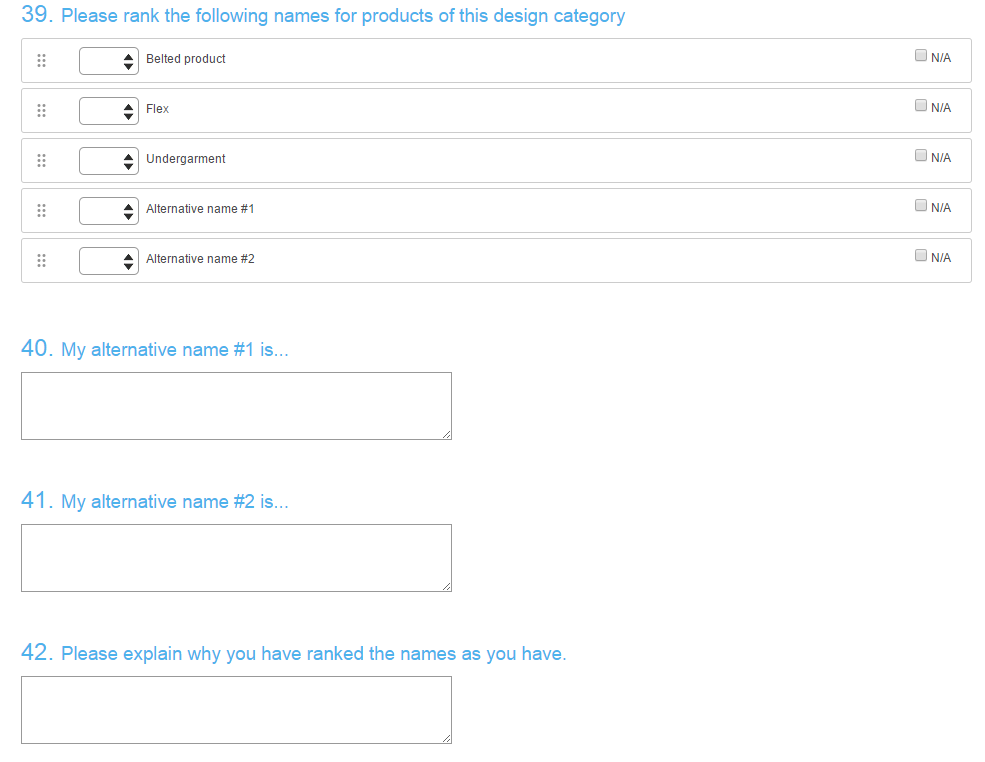 39. Please rank the following names for products of this design category
Belted product N/A
Flex N/A
Undergarment N/A
Alternative name #1 N/A
Alternative name #2 N/A
40. My alternative name #1 is...
41. My alternative name #2 is...
42. Please explain why you have ranked the names as you have.